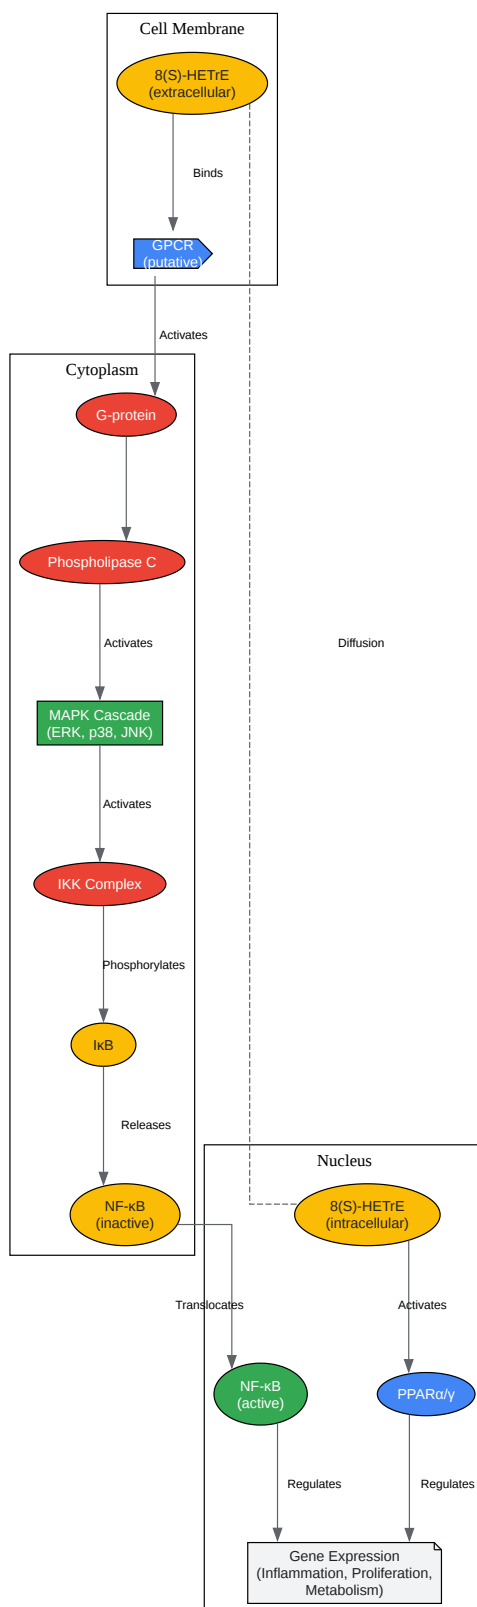 Cell Membrane
8(S)-HETrE
(extracellular)
Binds
GPCR
(putative)
Activates
Cytoplasm
G-protein
Phospholipase C
Activates
Diffusion
MAPK Cascade
(ERK, p38, JNK)
Activates
IKK Complex
Phosphorylates
IκB
Releases
Nucleus
NF-κB
(inactive)
8(S)-HETrE
(intracellular)
Translocates
Activates
NF-κB
(active)
PPARα/γ
Regulates
Regulates
Gene Expression
(Inflammation, Proliferation,
Metabolism)